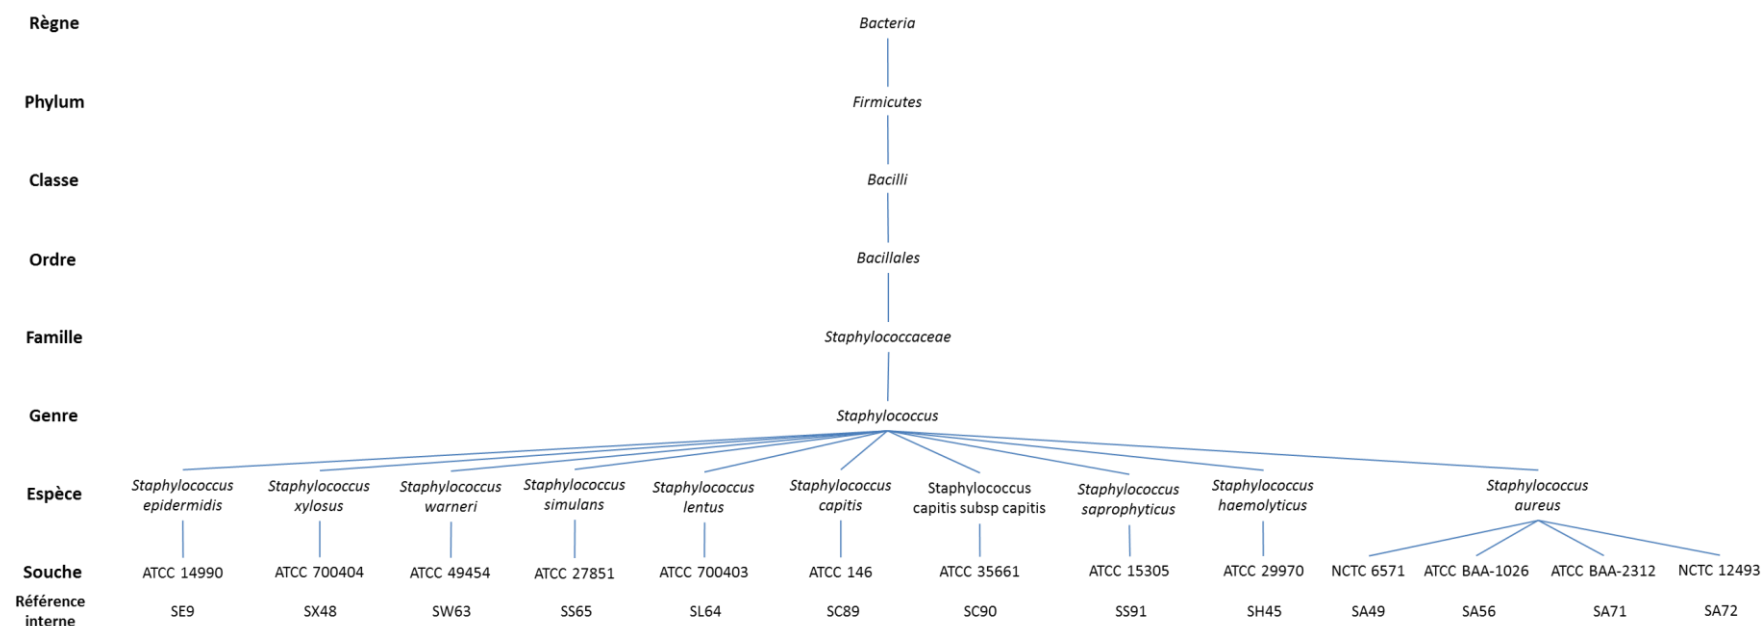 Règne
Bacteria
Phylum
Firmicutes
Classe
Bacilli
Ordre
Bacillales
Famille
Staphylococcaceae
Genre
Staphylococcus
Espèce
Staphylococcus
epidermidis
Staphylococcus
xylosus
Staphylococcus
warneri
Staphylococcus
simulans
Staphylococcus
lentus
Staphylococcus
capitis
Staphylococcus
capitis subsp capitis
Staphylococcus
saprophyticus
Staphylococcus
haemolyticus
Staphylococcus
aureus
Souche
ATCC 14990
ATCC 700404
ATCC 49454
ATCC 27851
ATCC 700403
ATCC 146
ATCC 35661
ATCC 15305
ATCC 29970
NCTC 6571
ATCC BAA-1026
ATCC BAA-2312
NCTC 12493
Référence
interne
SE9
SX48
SW63
SS65
SL64
SC89
SC90
SS91
SH45
SA49
SA56
SA71
SA72